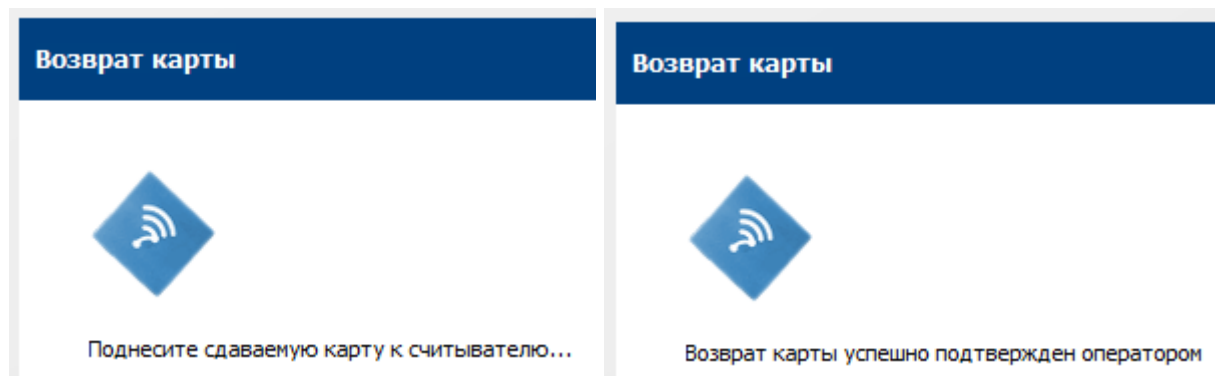 Возврат карты
Поднесите сдаваемую карту к считывателю...
Возврат карты
Возврат карты успешно подтвержден оператором